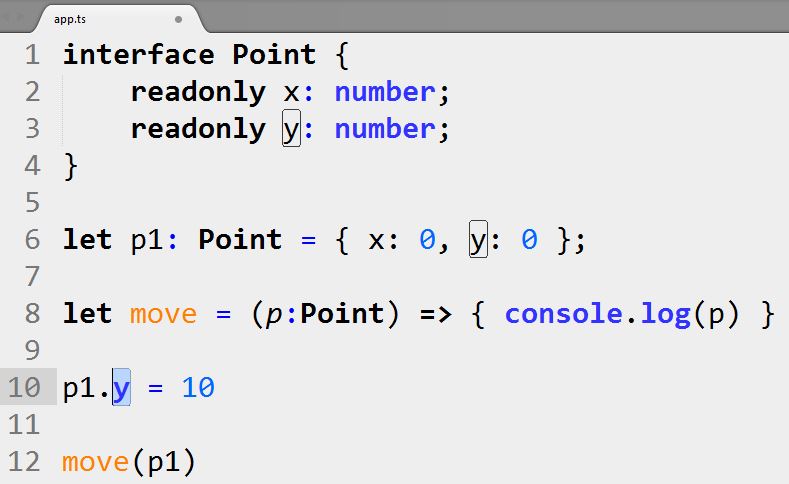 app.ts
1 interface Point {
2 readonly x: number;
3 readonly y: number;
4 }
5
6 let p1: Point = { x: 0, y: 0 };
7
8 let move = (p:Point) => { console.log(p) }
9
10 p1.y = 10
11
12 move(p1)